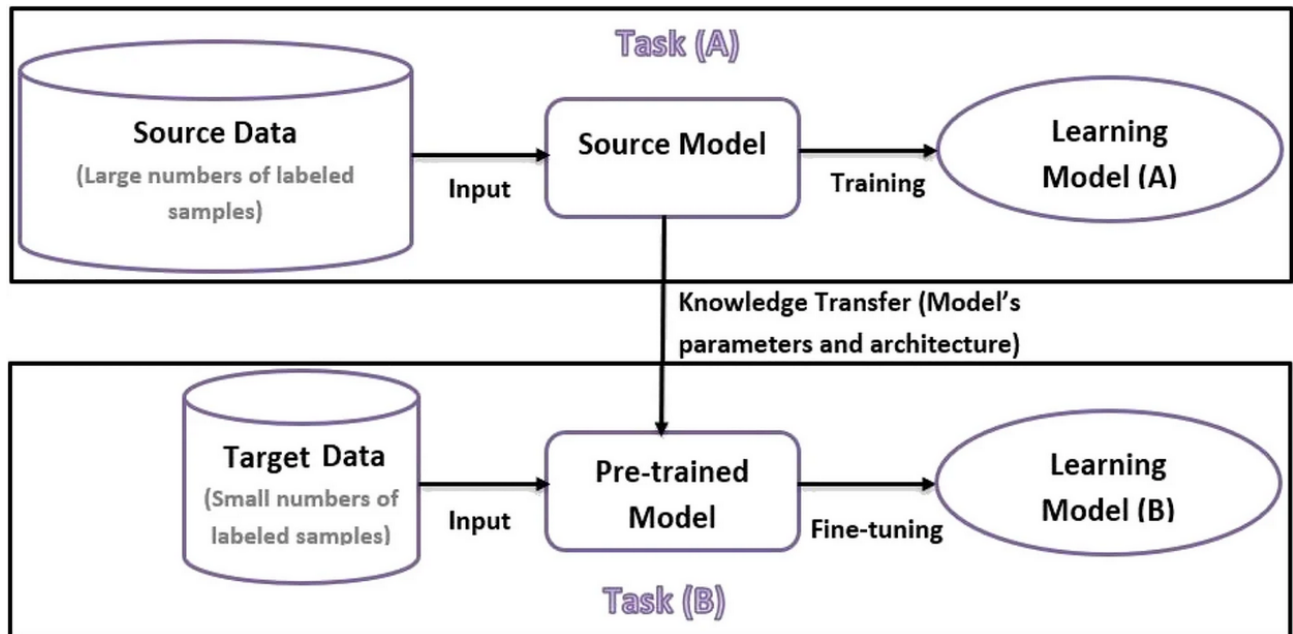 Task (A)
Source Data
(Large numbers of labeled
samples)
Input
Source Model
Training
Learning
Model (A)
Knowledge Transfer (Model’s
parameters and architecture)
Target Data
(Small numbers of
labeled samples)
Input
Pre-trained
Model
Fine-tuning
Learning
Model (B)
Task (B)